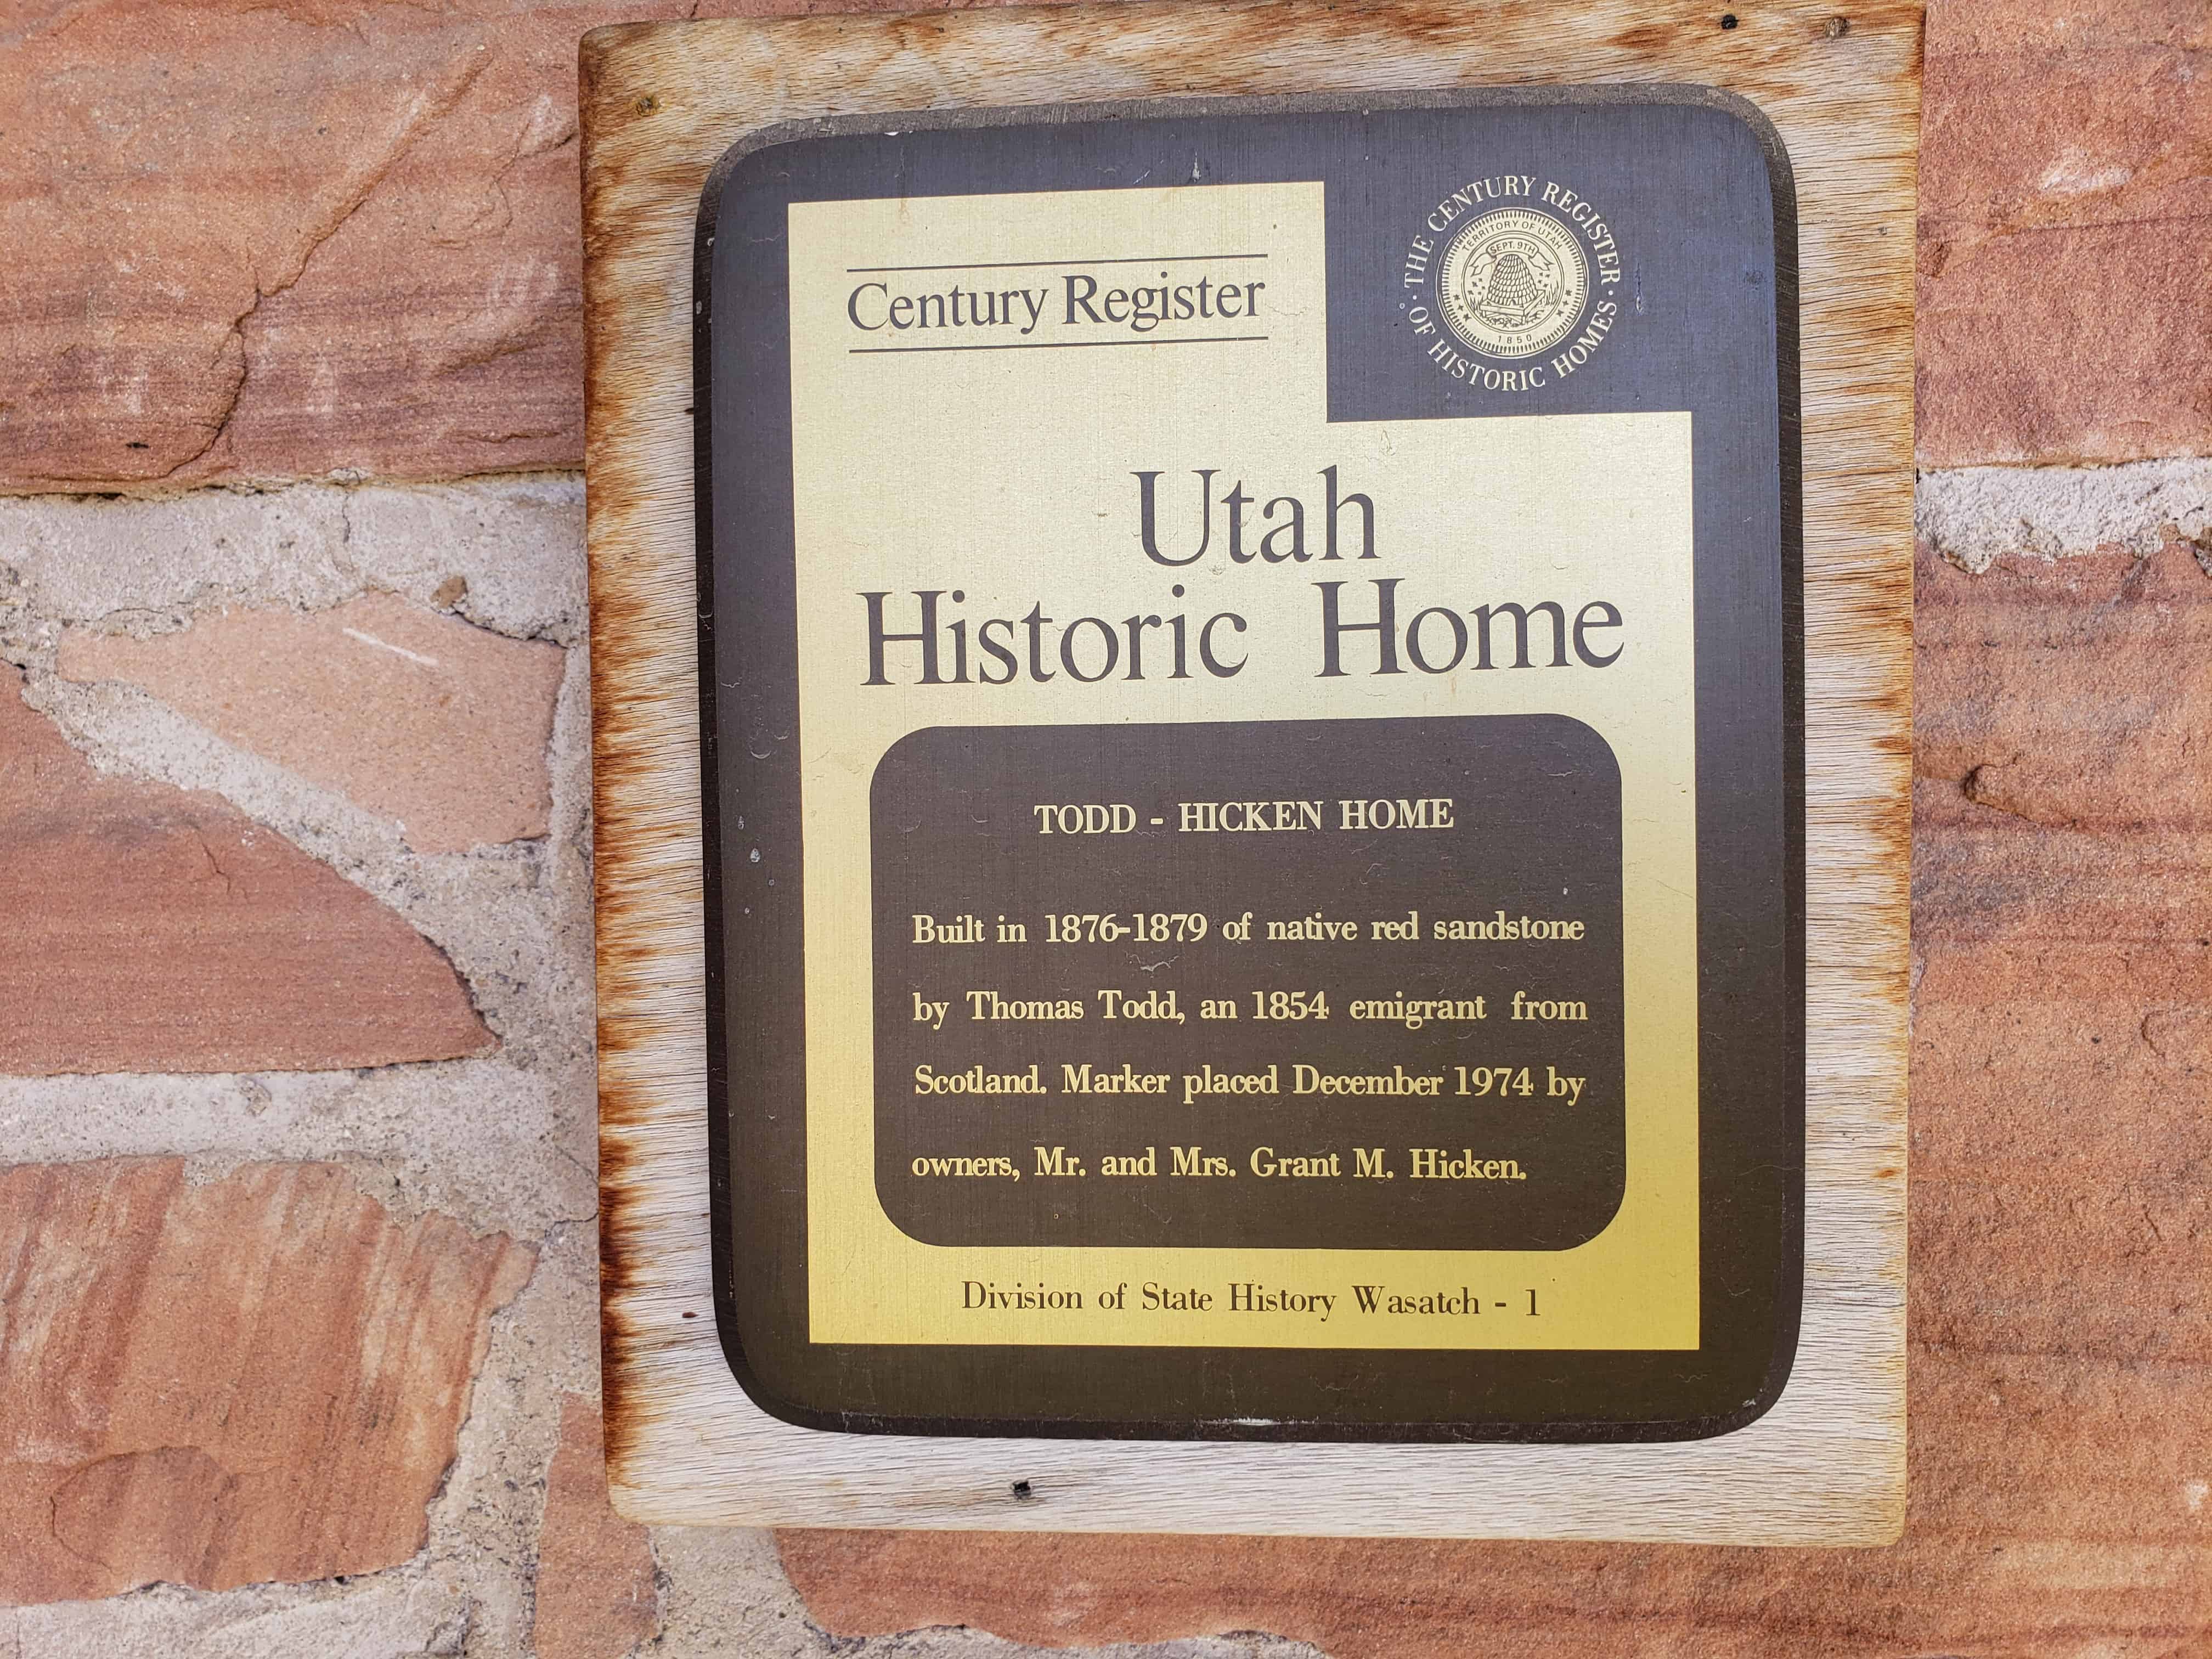 Century Register
THE CENTURY REGISTER
OF HISTORIC HOMES
TERRITORY OF UTAH
SEPT. 9TH
1850
Utah
Historic Home
TODD - HICKEN HOME
Built in 1876-1879 of native red sandstone
by Thomas Todd, an 1854 emigrant from
Scotland. Marker placed December 1974 by
owners, Mr. and Mrs. Grant M. Hicken.
Division of State History Wasatch - 1